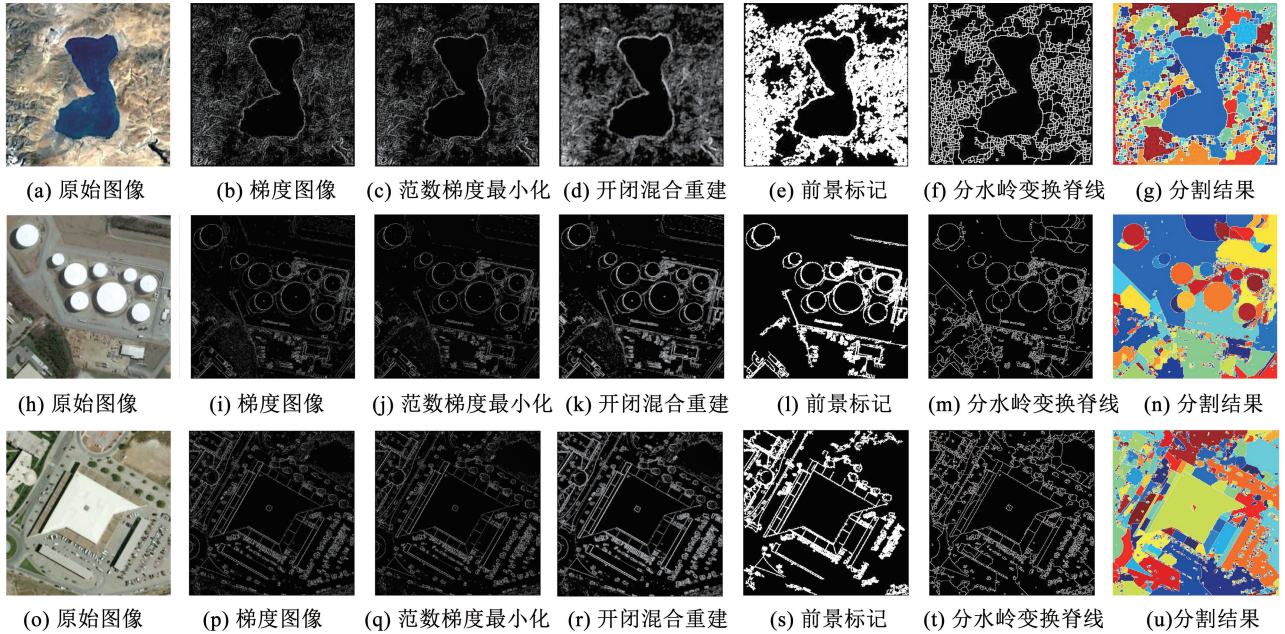 (a) 原始图像 (b) 梯度图像 (c) 范数梯度最小化 (d) 开闭混合重建 (e) 前景标记 (f) 分水岭变换脊线 (g) 分割结果
(h) 原始图像 (i) 梯度图像 (j) 范数梯度最小化 (k) 开闭混合重建 (l) 前景标记 (m) 分水岭变换脊线 (n) 分割结果
(o) 原始图像 (p) 梯度图像 (q) 范数梯度最小化 (r) 开闭混合重建 (s) 前景标记 (t) 分水岭变换脊线 (u)分割结果